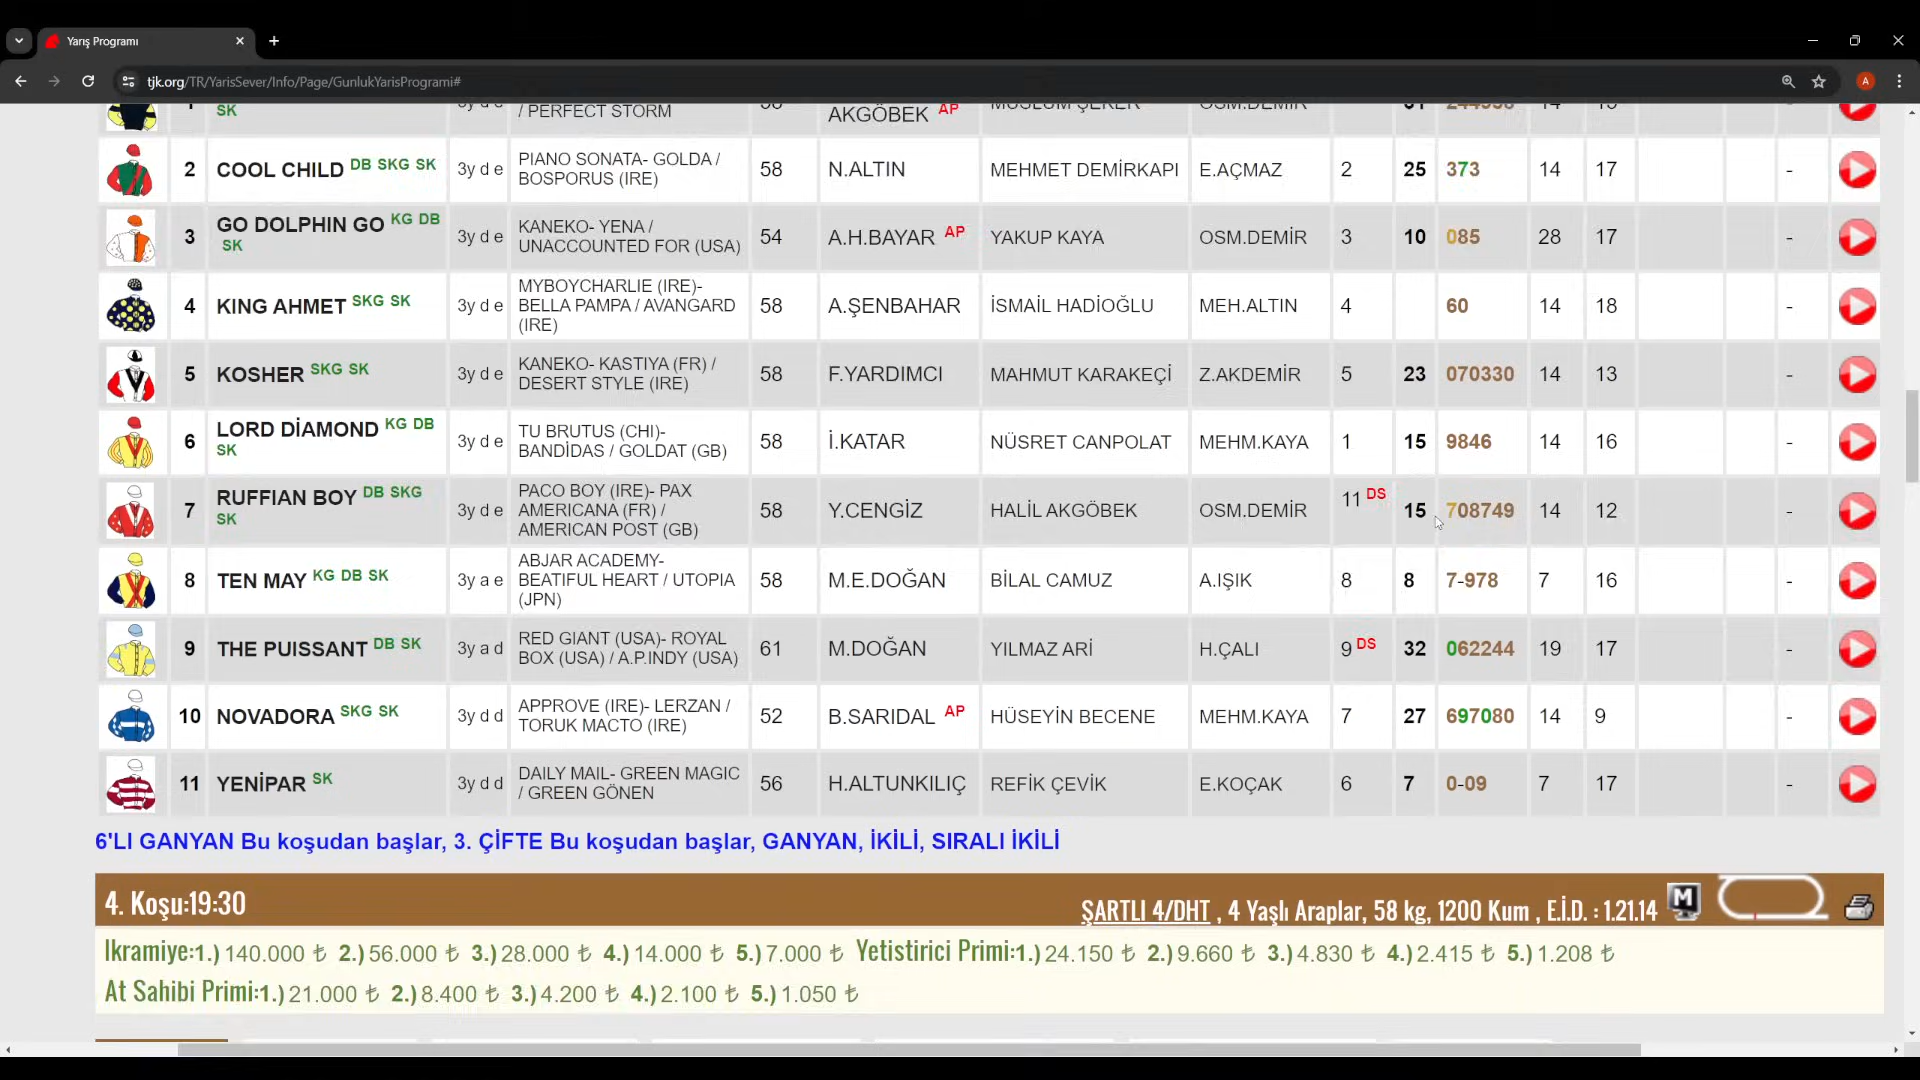 Yarış Programı
tjk.org/TR/YarisSever/Info/Page/GunlukYarisProgrami#
A
SK 3y d e / PERFECT STORM 58 AKGÖBEK AP MÜSLÜM ŞEKER OSM.DEMİR 14
2 COOL CHILD DB SKG SK 3y d e PIANO SONATA- GOLDA / BOSPORUS (IRE) 58 N.ALTIN MEHMET DEMİRKAPI E.AÇMAZ 2 25 373 14 17 -
3 GO DOLPHIN GO KG DB SK 3y d e KANEKO- YENA / UNACCOUNTED FOR (USA) 54 A.H.BAYAR AP YAKUP KAYA OSM.DEMİR 3 10 085 28 17 -
4 KING AHMET SKG SK 3y d e MYBOYCHARLIE (IRE)- BELLA PAMPA / AVANGARD (IRE) 58 A.ŞENBAHAR İSMAİL HADİOĞLU MEH.ALTIN 4 60 14 18 -
5 KOSHER SKG SK 3y d e KANEKO- KASTIYA (FR) / DESERT STYLE (IRE) 58 F.YARDIMCI MAHMUT KARAKEÇİ Z.AKDEMİR 5 23 070330 14 13 -
6 LORD DİAMOND KG DB SK 3y d e TU BRUTUS (CHI)- BANDİDAS / GOLDAT (GB) 58 İ.KATAR NÜSRET CANPOLAT MEHM.KAYA 1 15 9846 14 16 -
7 RUFFIAN BOY DB SKG SK 3y d e PACO BOY (IRE)- PAX AMERICANA (FR) / AMERICAN POST (GB) 58 Y.CENGİZ HALİL AKGÖBEK OSM.DEMİR 11 DS 15 708749 14 12 -
8 TEN MAY KG DB SK 3y a e ABJAR ACADEMY- BEATIFUL HEART / UTOPIA (JPN) 58 M.E.DOĞAN BİLAL CAMUZ A.IŞIK 8 8 7-978 7 16 -
9 THE PUISSANT DB SK 3y a d RED GIANT (USA)- ROYAL BOX (USA) / A.P.INDY (USA) 61 M.DOĞAN YILMAZ ARİ H.ÇALI 9 DS 32 062244 19 17 -
10 NOVADORA SKG SK 3y d d APPROVE (IRE)- LERZAN / TORUK MACTO (IRE) 52 B.SARIDAL AP HÜSEYİN BECENE MEHM.KAYA 7 27 697080 14 9 -
11 YENİPAR SK 3y d d DAILY MAIL- GREEN MAGIC / GREEN GÖNEN 56 H.ALTUNKILIÇ REFİK ÇEVİK E.KOÇAK 6 7 0-09 7 17 -
6'LI GANYAN Bu koşudan başlar, 3. ÇİFTE Bu koşudan başlar, GANYAN, İKİLİ, SIRALI İKİLİ
4. Koşu:19:30 ŞARTLI 4/DHT , 4 Yaşlı Araplar, 58 kg, 1200 Kum , E.İ.D. : 1.21.14 M
Ikramiye:1.) 140.000 ₺ 2.) 56.000 ₺ 3.) 28.000 ₺ 4.) 14.000 ₺ 5.) 7.000 ₺ Yetistirici Primi:1.) 24.150 ₺ 2.) 9.660 ₺ 3.) 4.830 ₺ 4.) 2.415 ₺ 5.) 1.208 ₺
At Sahibi Primi:1.) 21.000 ₺ 2.) 8.400 ₺ 3.) 4.200 ₺ 4.) 2.100 ₺ 5.) 1.050 ₺